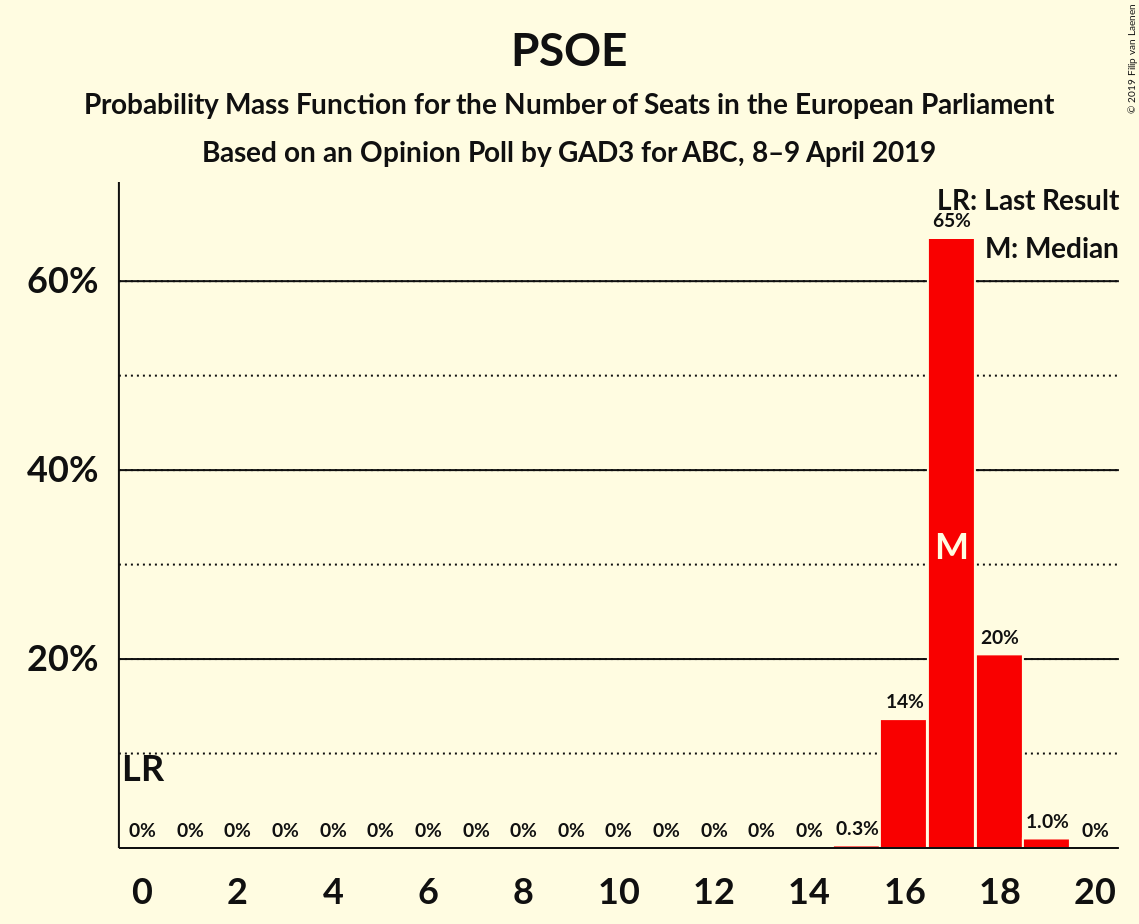 PSOE
Probability Mass Function for the Number of Seats in the European Parliament
Based on an Opinion Poll by GAD3 for ABC, 8–9 April 2019
© 2019 Filip van Laenen
LR: Last Result
M: Median
65%
60%
40%
M
20%
20%
14%
LR
0% 0% 0% 0% 0% 0% 0% 0% 0% 0% 0% 0% 0% 0% 0% 0.3% 1.0% 0%
0 2 4 6 8 10 12 14 16 18 20